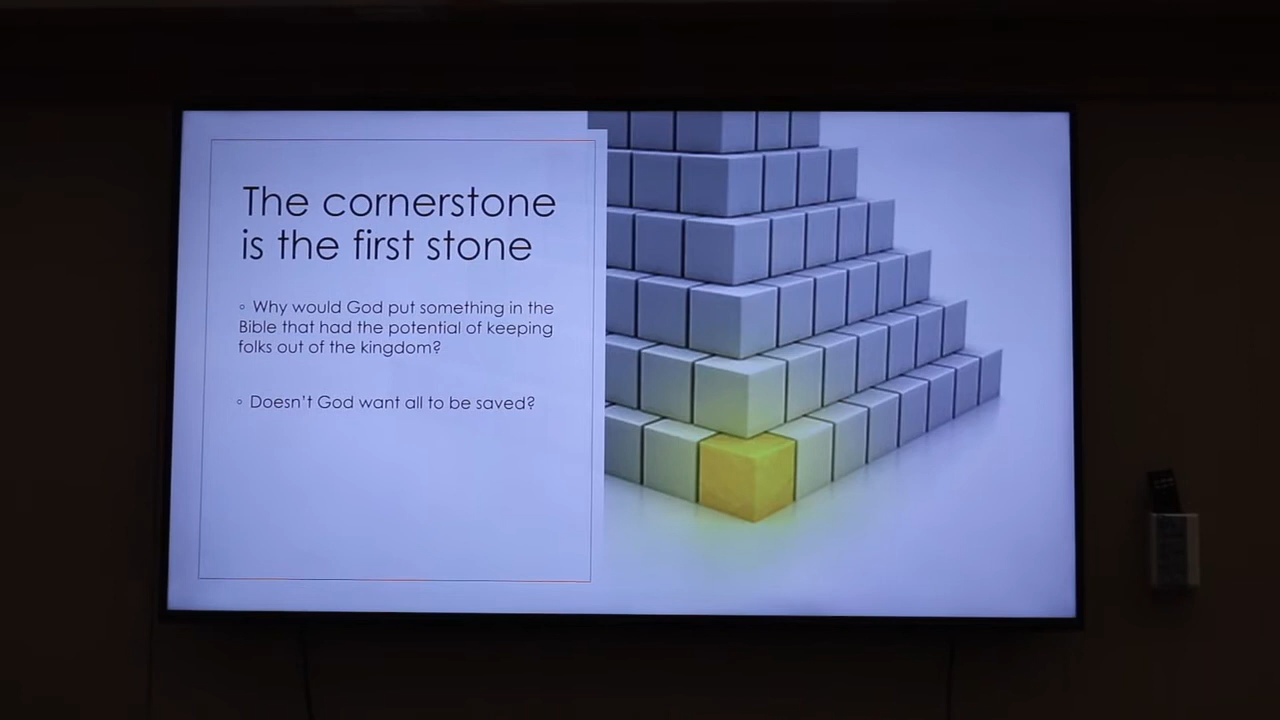 The cornerstone
is the first stone
◦ Why would God put something in the
Bible that had the potential of keeping
folks out of the kingdom?
◦ Doesn't God want all to be saved?